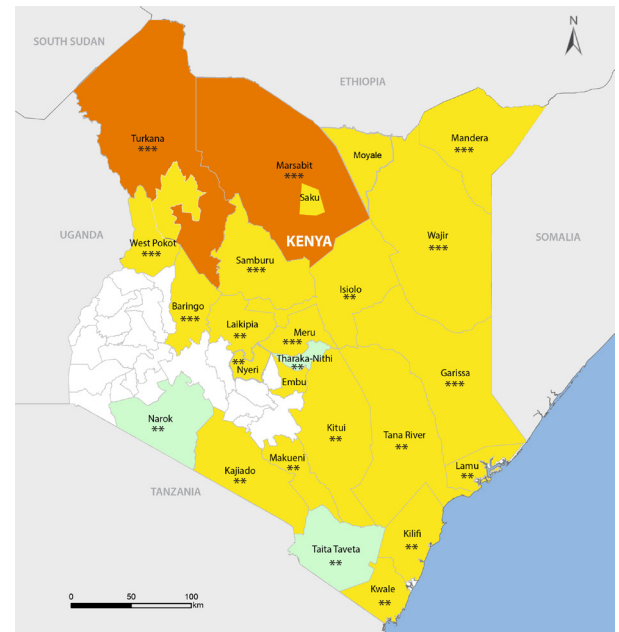 N
SOUTH SUDAN
ETHIOPIA
Turkana
***
Mandera
***
Moyale
Marsabit
***
Saku
UGANDA
West Pokot
***
KENYA
Wajir
***
SOMALIA
Samburu
***
Isiolo
**
Baringo
***
Laikipia
**
Meru
***
Tharaka-Nithi
**
**
Nyeri
Embu
Garissa
***
Narok
**
Kitui
**
Tana River
**
Makueni
**
Kajiado
**
Lamu
**
TANZANIA
Kilifi
**
Taita Taveta
**
Kwale
**
0 50 100
km